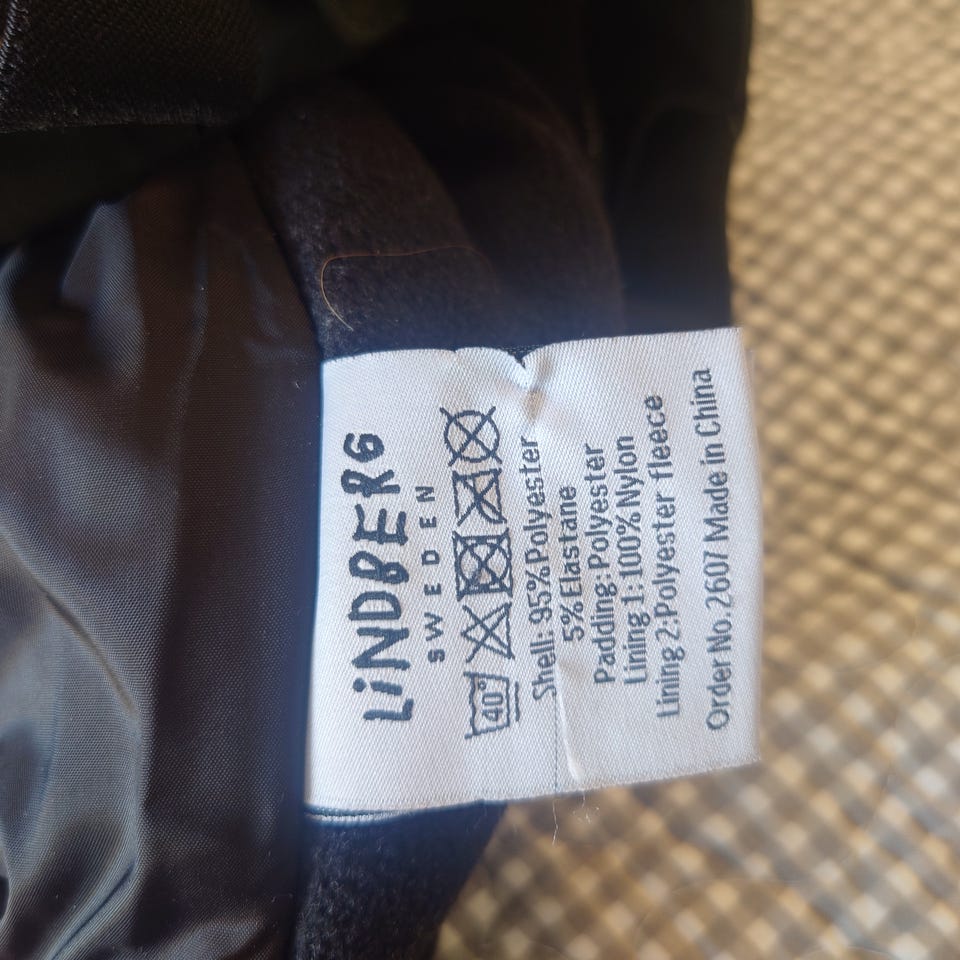 LiNDBERG
SWEDEN
40°
Shell: 95%Polyester
5%Elastane
Padding:Polyester
Lining 1:100%Nylon
Lining 2:Polyester fleece
Order No.2607 Made in China